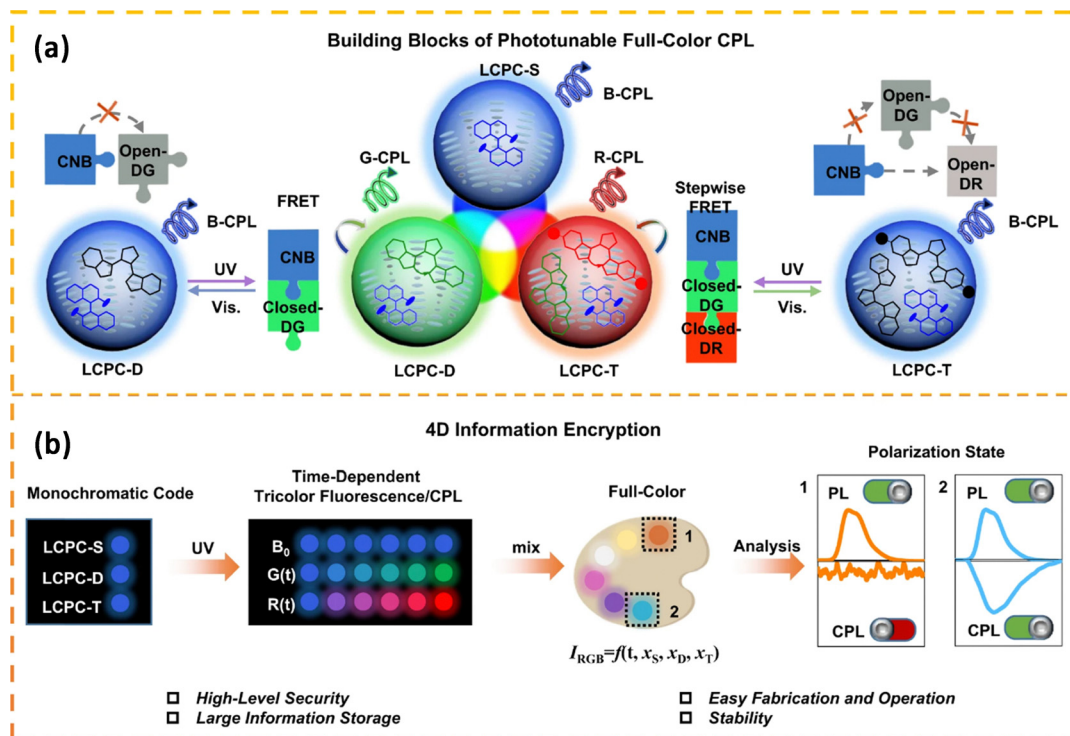 (a)
Building Blocks of Phototunable Full-Color CPL
LCPC-S
B-CPL
CNB
Open-
DG
B-CPL
UV
Vis.
LCPC-D
FRET
CNB
Closed-
DG
G-CPL
LCPC-D
R-CPL
LCPC-T
Stepwise
FRET
CNB
Closed-
DG
Closed-
DR
UV
Vis.
Open-
DG
CNB
Open-
DR
B-CPL
LCPC-T
(b)
4D Information Encryption
Monochromatic Code
LCPC-S
LCPC-D
LCPC-T
UV
Time-Dependent
Tricolor Fluorescence/CPL
B₀
G(t)
R(t)
mix
Full-Color
1
2
I_RGB=f(t, x_S, x_D, x_T)
Analysis
Polarization State
1
PL
CPL
2
PL
CPL
High-Level Security
Large Information Storage
Easy Fabrication and Operation
Stability